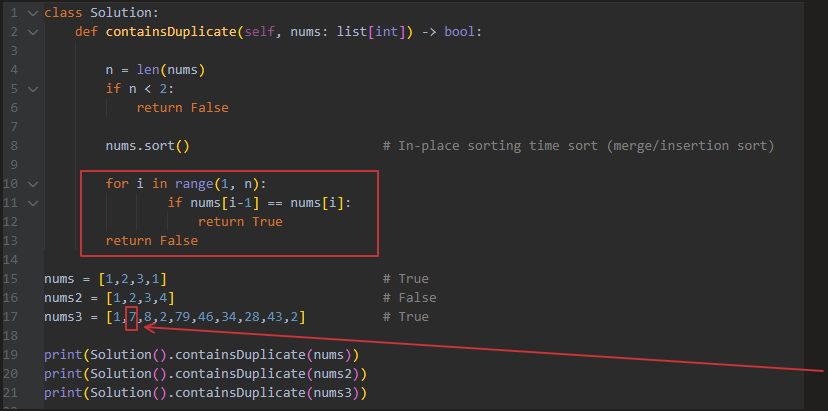 1 class Solution:
2     def containsDuplicate(self, nums: list[int]) -> bool:
3
4         n = len(nums)
5         if n < 2:
6             return False
7
8         nums.sort()                         # In-place sorting time sort (merge/insertion sort)
9
10         for i in range(1, n):
11                 if nums[i-1] == nums[i]:
12                     return True
13         return False
14
15 nums = [1,2,3,1]                            # True
16 nums2 = [1,2,3,4]                           # False
17 nums3 = [1,7,8,2,79,46,34,28,43,2]          # True
18
19 print(Solution().containsDuplicate(nums))
20 print(Solution().containsDuplicate(nums2))
21 print(Solution().containsDuplicate(nums3))